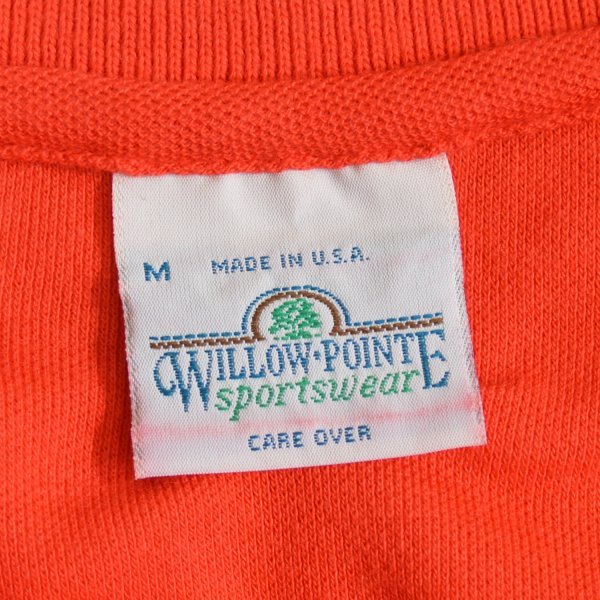 M MADE IN U.S.A.
WILLOW·POINTE
sportswear
CARE OVER